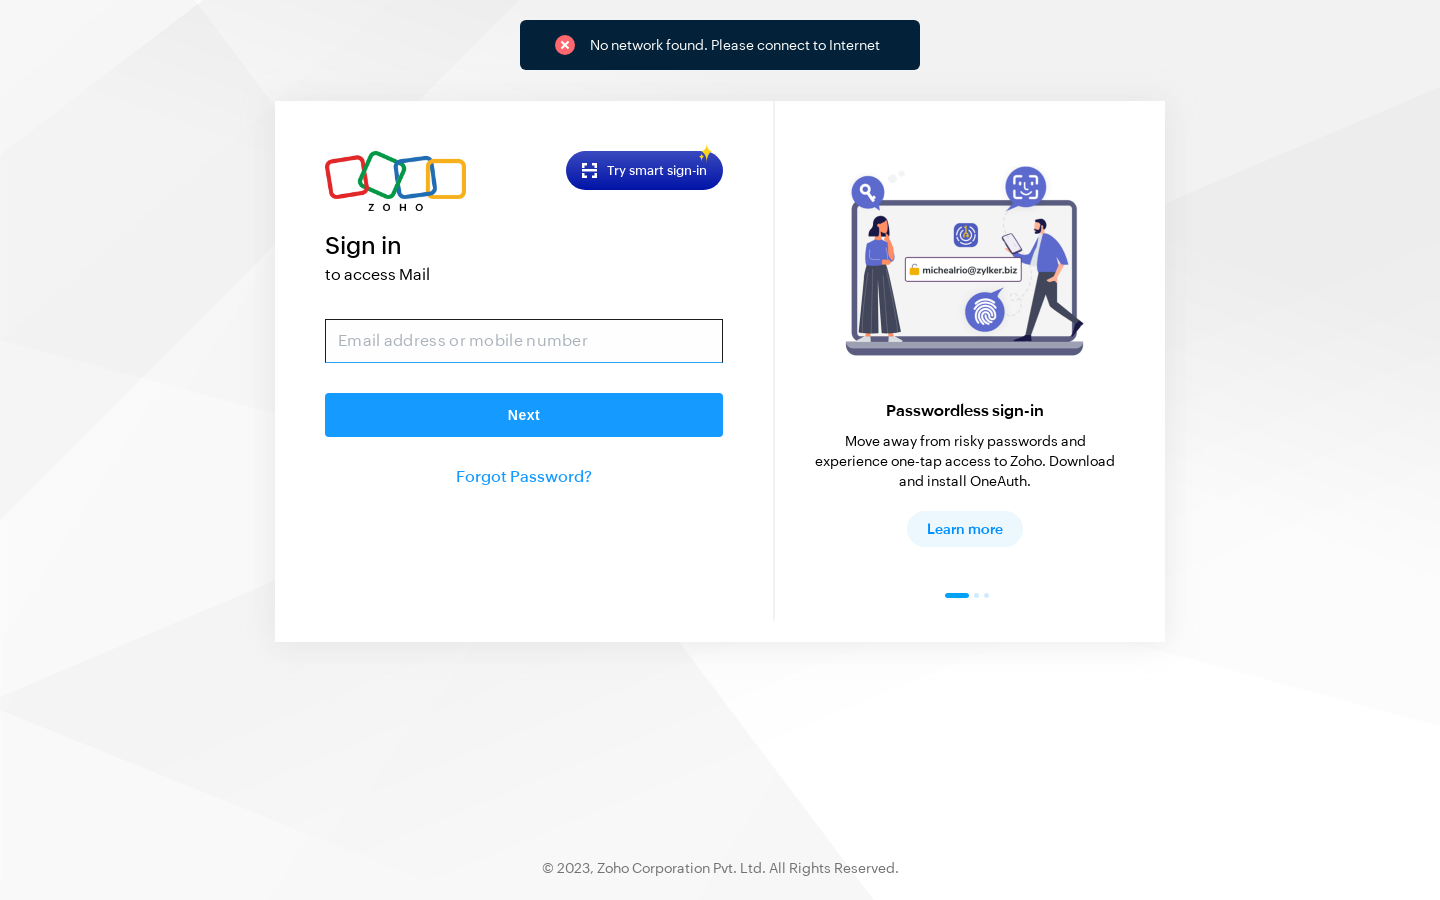 No network found. Please connect to Internet
ZOHO
Try smart sign-in
Sign in
to access Mail
Email address or mobile number
Next
Forgot Password?
michealrio@zylker.biz
Passwordless sign-in
Move away from risky passwords and
experience one-tap access to Zoho. Download
and install OneAuth.
Learn more
© 2023, Zoho Corporation Pvt. Ltd. All Rights Reserved.